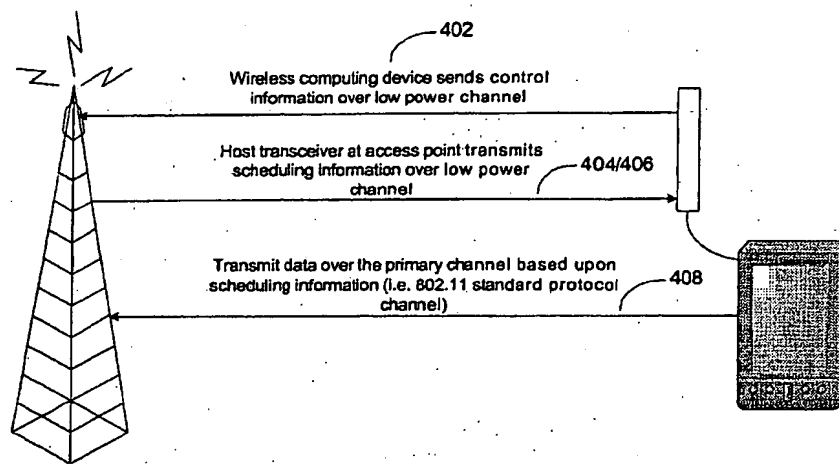 402
Wireless computing device sends control
information over low power channel
Host transceiver at access point transmits
scheduling information over low power
channel
404/406
Transmit data over the primary channel based upon
scheduling information (i.e. 802.11 standard protocol
channel)
408